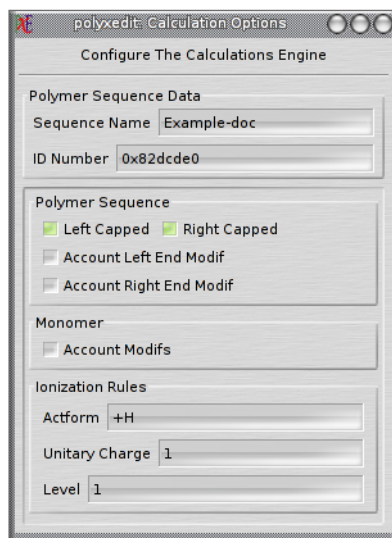 polyxedit: Calculation Options
Configure The Calculations Engine
Polymer Sequence Data
Sequence Name Example-doc
ID Number 0x82dcde0
Polymer Sequence
Left Capped Right Capped
Account Left End Modif
Account Right End Modif
Monomer
Account Modifs
Ionization Rules
Actform +H
Unitary Charge 1
Level 1